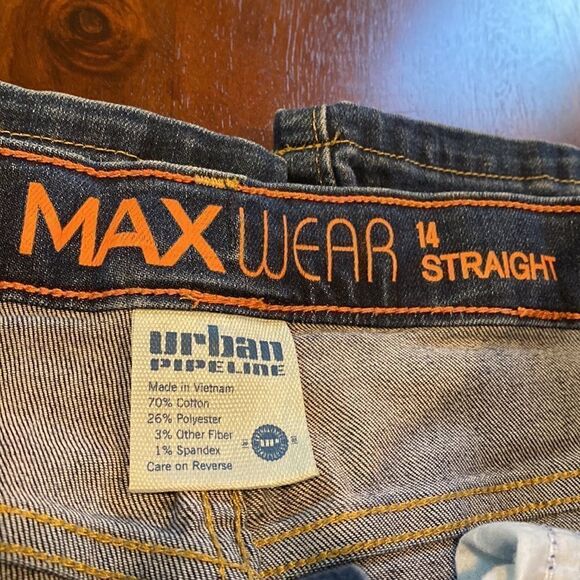 MAX WEAR 14 STRAIGHT
urban
PIPELINE
Made in Vietnam
70% Cotton
26% Polyester
3% Other Fiber
1% Spandex
Care on Reverse